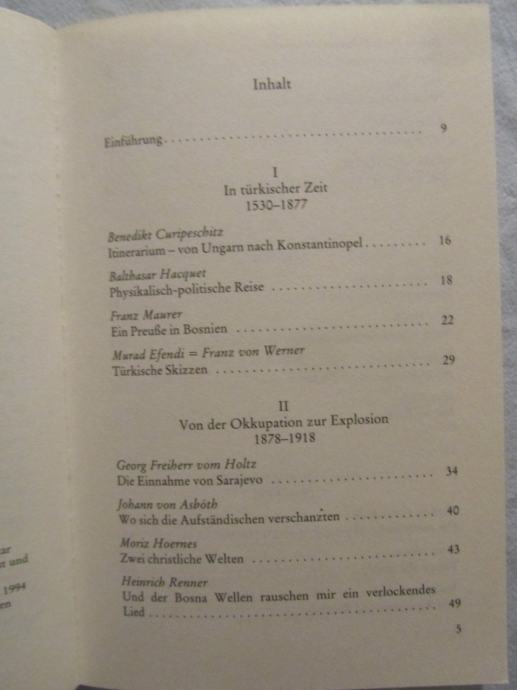 Inhalt
Einführung . . . . . . . . . . . . . . . . . . . . . . . . . . . . . . . . . . . 9
I
In türkischer Zeit
1530–1877
Benedikt Curipeschitz
Itinerarium – von Ungarn nach Konstantinopel . . . . . . . . . 16
Balthasar Hacquet
Physikalisch-politische Reise . . . . . . . . . . . . . . . . . . . . . 18
Franz Maurer
Ein Preuße in Bosnien . . . . . . . . . . . . . . . . . . . . . . . . . . 22
Murad Efendi = Franz von Werner
Türkische Skizzen . . . . . . . . . . . . . . . . . . . . . . . . . . . . . 29
II
Von der Okkupation zur Explosion
1878–1918
Georg Freiherr vom Holtz
Die Einnahme von Sarajevo . . . . . . . . . . . . . . . . . . . . . . 34
Johann von Asbóth
Wo sich die Aufständischen verschanzten . . . . . . . . . . . . . 40
Moriz Hoernes
Zwei christliche Welten . . . . . . . . . . . . . . . . . . . . . . . . . 43
Heinrich Renner
Und der Bosna Wellen rauschen mir ein verlockendes
Lied . . . . . . . . . . . . . . . . . . . . . . . . . . . . . . . . . . . . . . . . 49
5
ar
t und
1994
en